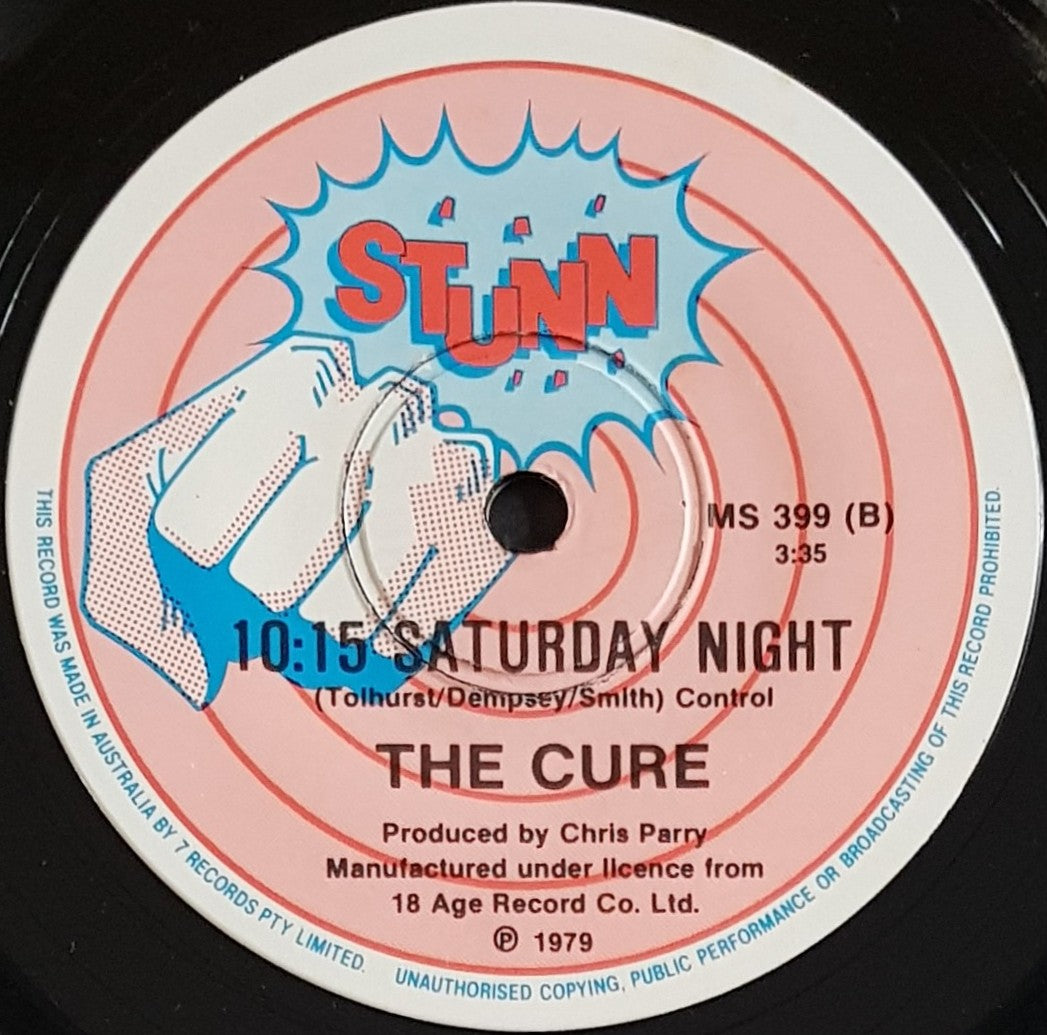 STUNN
MS 399 (B)
3:35
10:15 SATURDAY NIGHT
(Tolhurst/Dempsey/Smith) Control
THE CURE
Produced by Chris Parry
Manufactured under licence from
18 Age Record Co. Ltd.
℗ 1979
THIS RECORD WAS MADE IN AUSTRALIA BY 7 RECORDS PTY LIMITED. UNAUTHORISED COPYING, PUBLIC PERFORMANCE OR BROADCASTING OF THIS RECORD PROHIBITED.